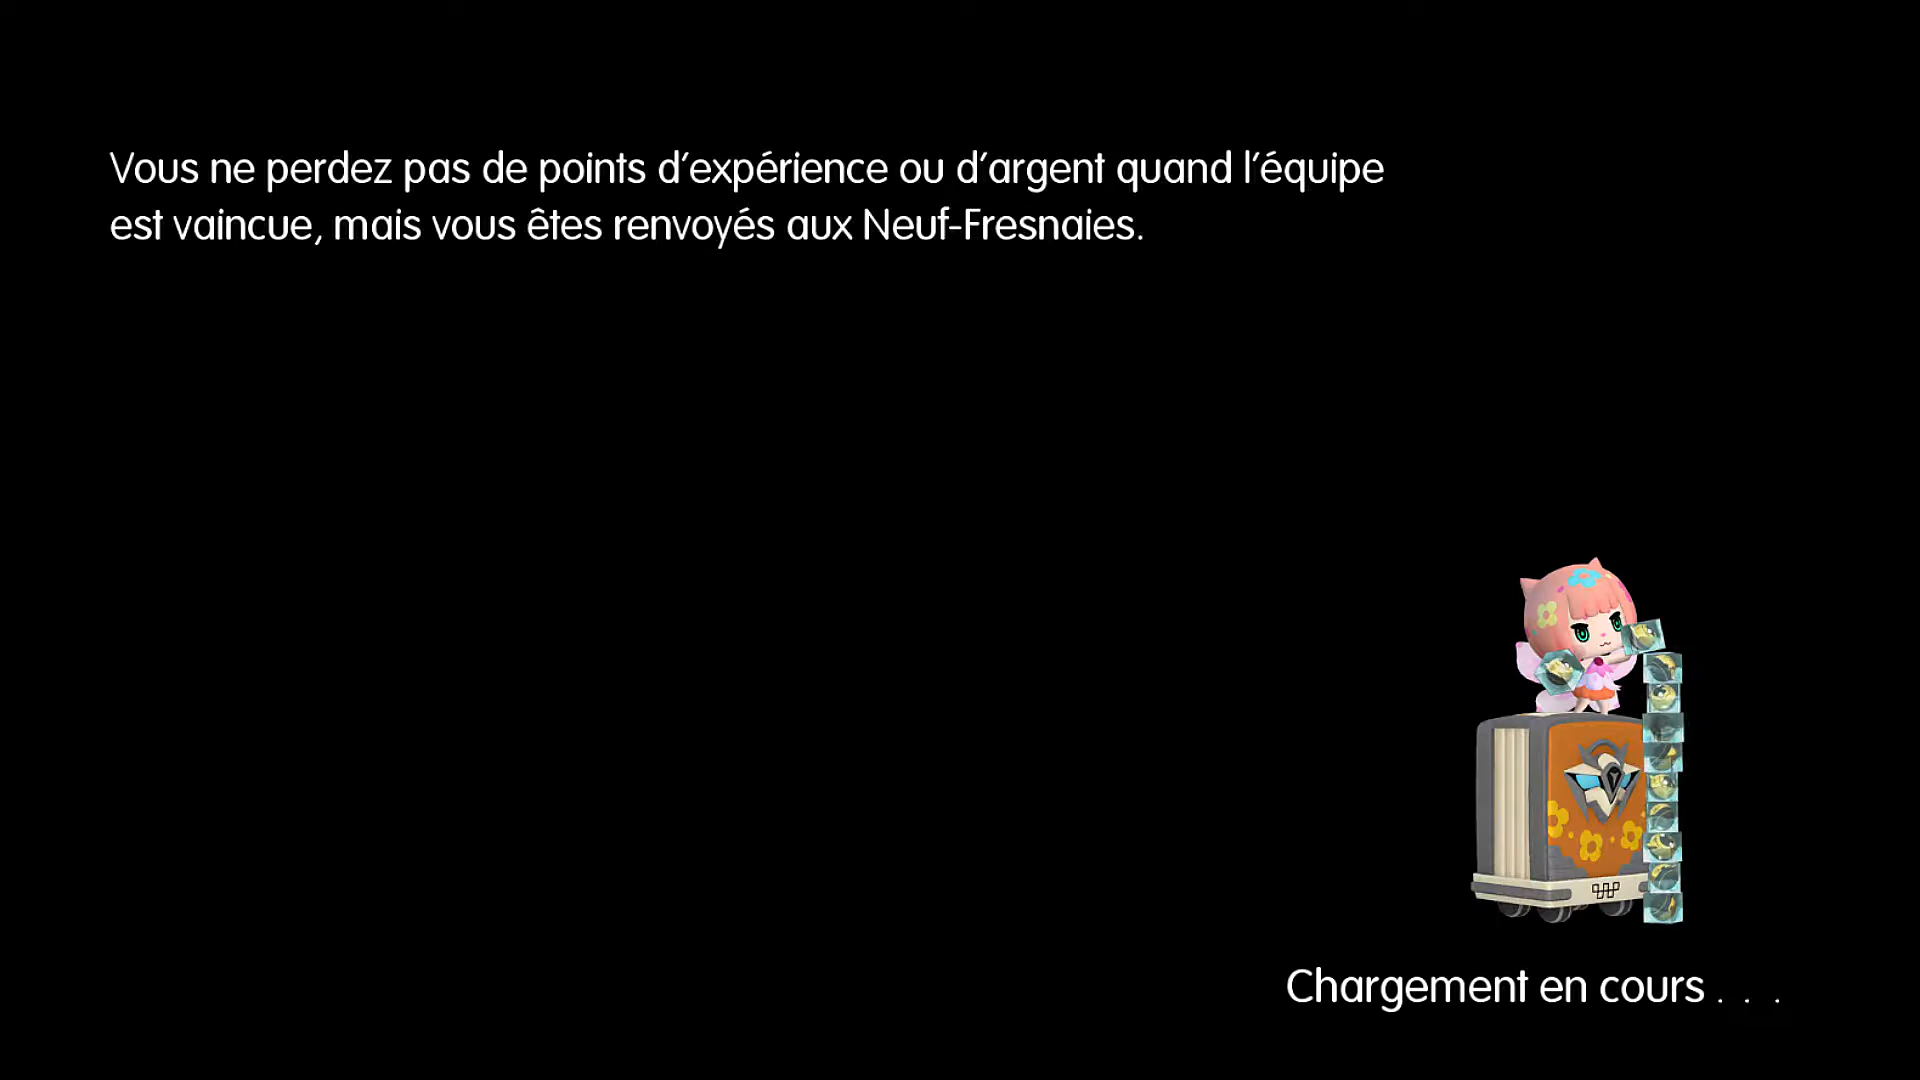 Vous ne perdez pas de points d'expérience ou d'argent quand l'équipe
est vaincue, mais vous êtes renvoyés aux Neuf-Fresnaies.
Chargement en cours . . .